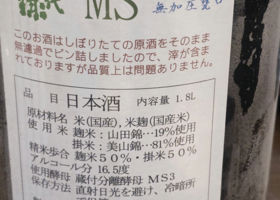 MS
無加圧
このお酒はしぼりたての原酒をそのまま
無濾過でビン詰しましたので、滓が含ま
れておりますが品質上は問題ありません。
品目 日本酒 内容量 1.8L
原材料名 米(国産)，米麹(国産)
使用米 麹米：山田錦…19%使用
掛米：美山錦…81%使用
精米歩合 麹米50%・掛米50%
アルコール分 16.5度
使用酵母 蔵付分離酵母 MS3
保存方法 直射日光を避け、冷暗所